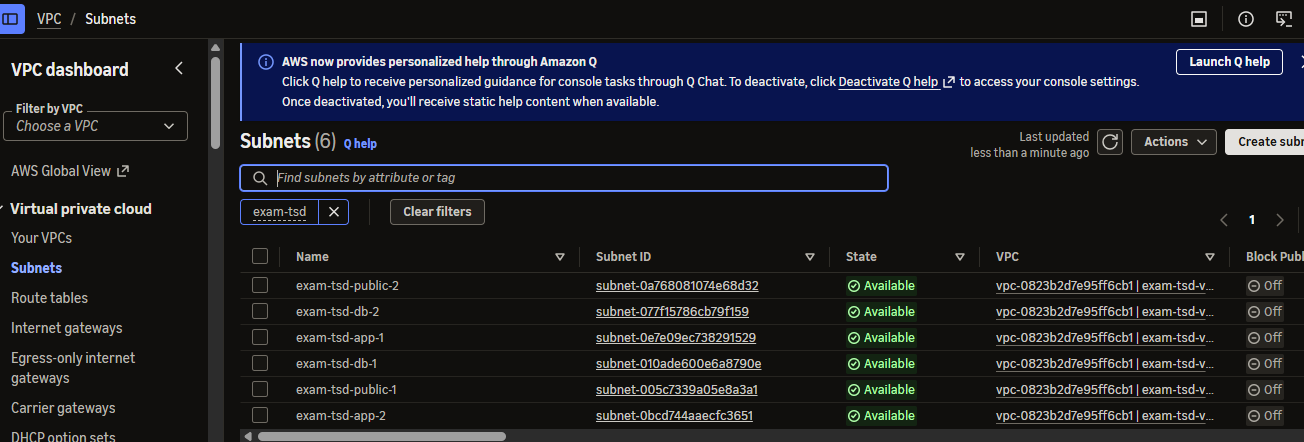 VPC / Subnets
VPC dashboard
Filter by VPC
Choose a VPC
AWS Global View
Virtual private cloud
Your VPCs
Subnets
Route tables
Internet gateways
Egress-only internet
gateways
Carrier gateways
DHCP option sets
AWS now provides personalized help through Amazon Q
Click Q help to receive personalized guidance for console tasks through Q Chat. To deactivate, click Deactivate Q help to access your console settings.
Once deactivated, you'll receive static help content when available.
Launch Q help
Subnets (6) Q help
Last updated
less than a minute ago
Actions
Create subn
Find subnets by attribute or tag
exam-tsd
Clear filters
1
Name Subnet ID State VPC Block Publ
exam-tsd-public-2 subnet-0a768081074e68d32 Available vpc-0823b2d7e95ff6cb1 | exam-tsd-v... Off
exam-tsd-db-2 subnet-077f15786cb79f159 Available vpc-0823b2d7e95ff6cb1 | exam-tsd-v... Off
exam-tsd-app-1 subnet-0e7e09ec738291529 Available vpc-0823b2d7e95ff6cb1 | exam-tsd-v... Off
exam-tsd-db-1 subnet-010ade600e6a8790e Available vpc-0823b2d7e95ff6cb1 | exam-tsd-v... Off
exam-tsd-public-1 subnet-005c7339a05e8a3a1 Available vpc-0823b2d7e95ff6cb1 | exam-tsd-v... Off
exam-tsd-app-2 subnet-0bcd744aaecfc3651 Available vpc-0823b2d7e95ff6cb1 | exam-tsd-v... Off